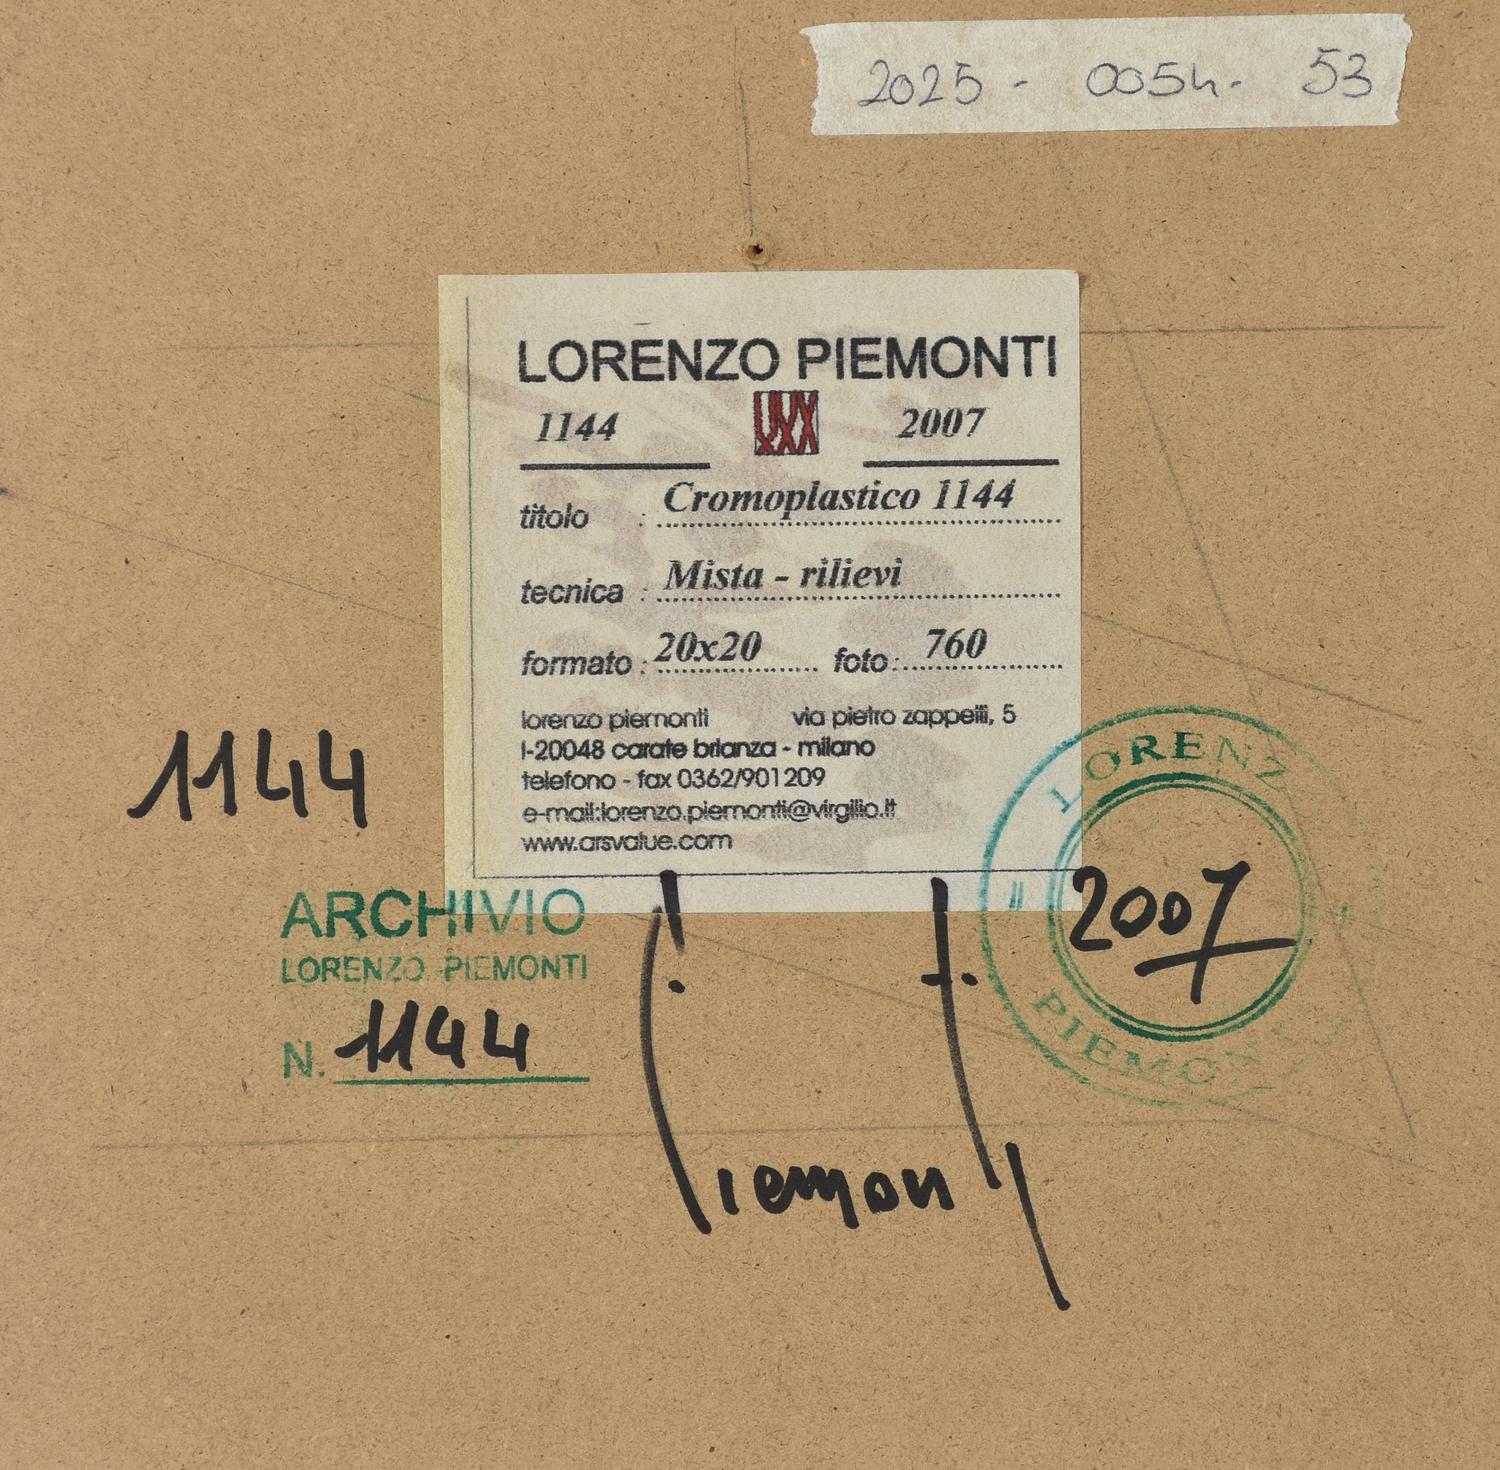 2025 - 005h - 53
LORENZO PIEMONTI
1144 2007
titolo : Cromoplastico 1144
tecnica : Mista - rilievi
formato : 20x20 foto : 760
lorenzo piemonti via pietro zappelli, 5
I-20048 carate brianza - milano
telefono - fax 0362/901209
e-mail:lorenzo.piemonti@virgilio.it
www.arsvalue.com
1144
ARCHIVIO
LORENZO PIEMONTI
N. 1144
LORENZ
2007
PIEMON
Piemonti